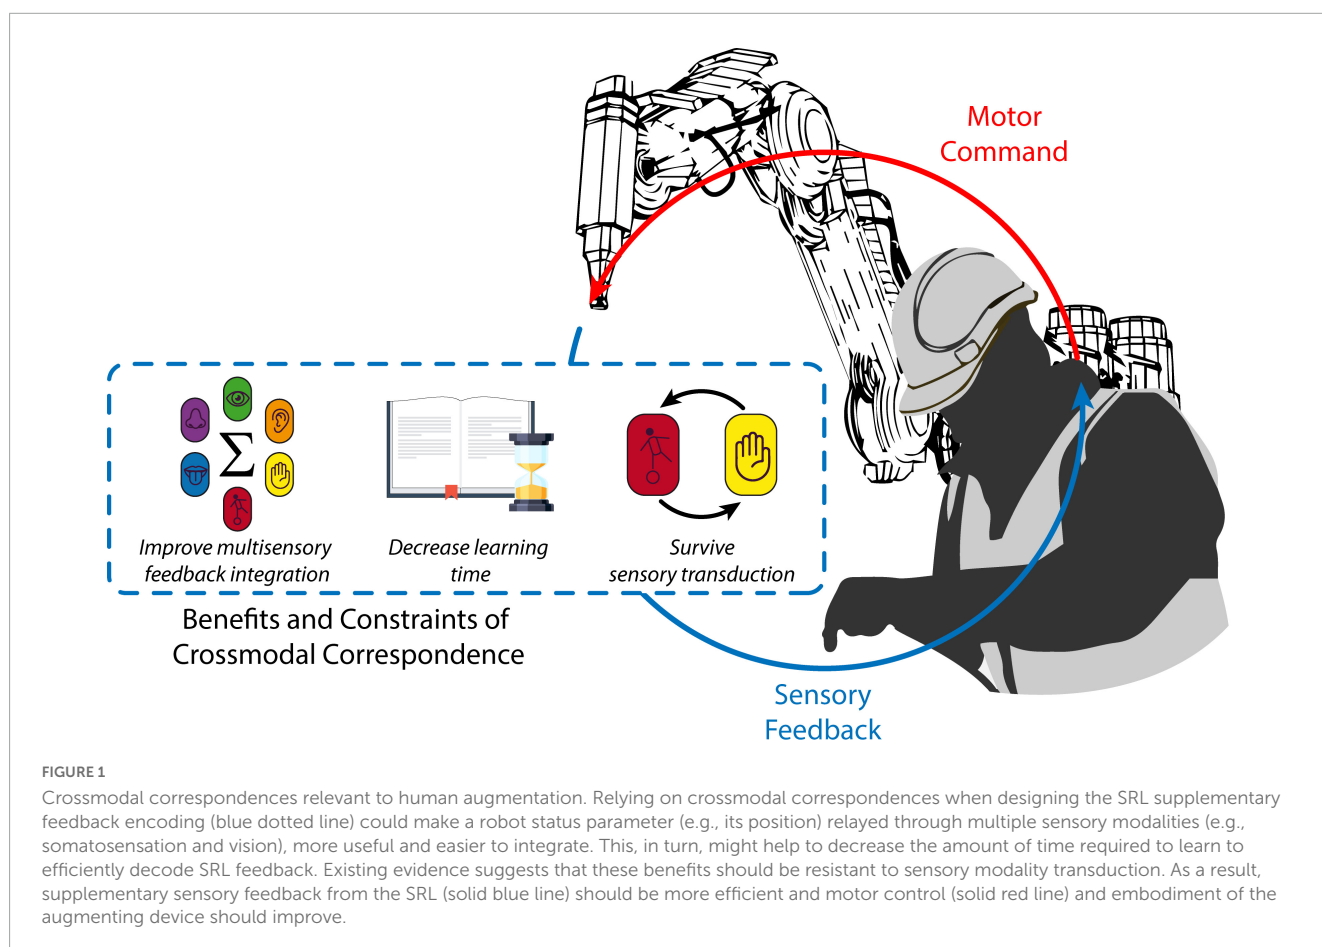 Motor
Command
Σ
Improve multisensory
feedback integration
Decrease learning
time
Survive
sensory transduction
Benefits and Constraints of
Crossmodal Correspondence
Sensory
Feedback
FIGURE 1
Crossmodal correspondences relevant to human augmentation. Relying on crossmodal correspondences when designing the SRL supplementary
feedback encoding (blue dotted line) could make a robot status parameter (e.g., its position) relayed through multiple sensory modalities (e.g.,
somatosensation and vision), more useful and easier to integrate. This, in turn, might help to decrease the amount of time required to learn to
efficiently decode SRL feedback. Existing evidence suggests that these benefits should be resistant to sensory modality transduction. As a result,
supplementary sensory feedback from the SRL (solid blue line) should be more efficient and motor control (solid red line) and embodiment of the
augmenting device should improve.